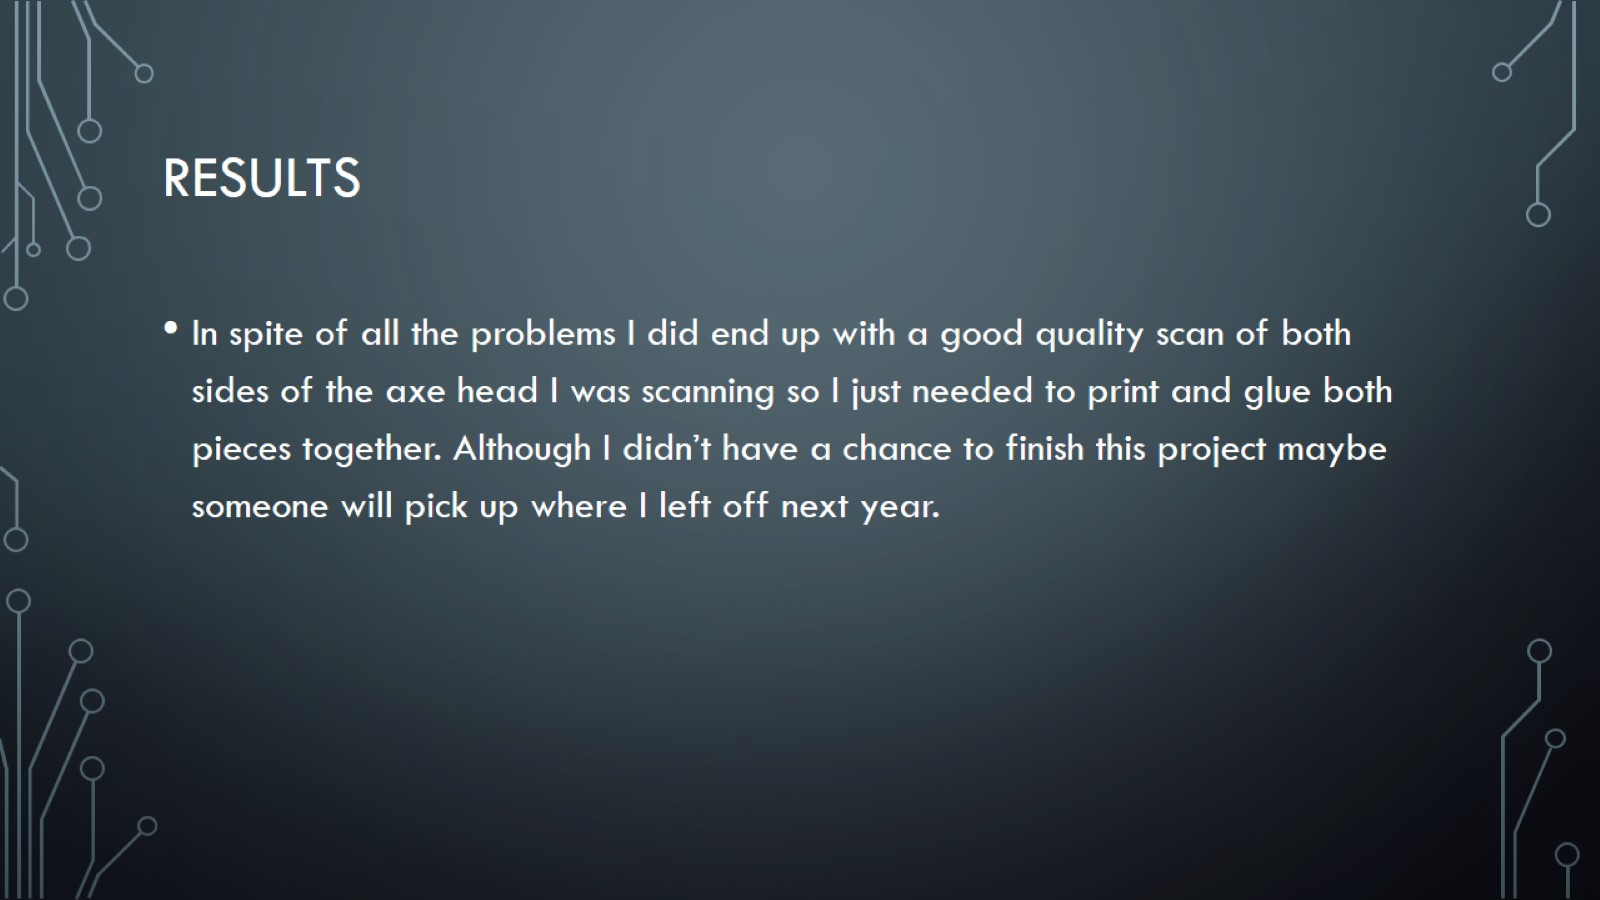 RESULTS
• In spite of all the problems I did end up with a good quality scan of both
sides of the axe head I was scanning so I just needed to print and glue both
pieces together. Although I didn’t have a chance to finish this project maybe
someone will pick up where I left off next year.